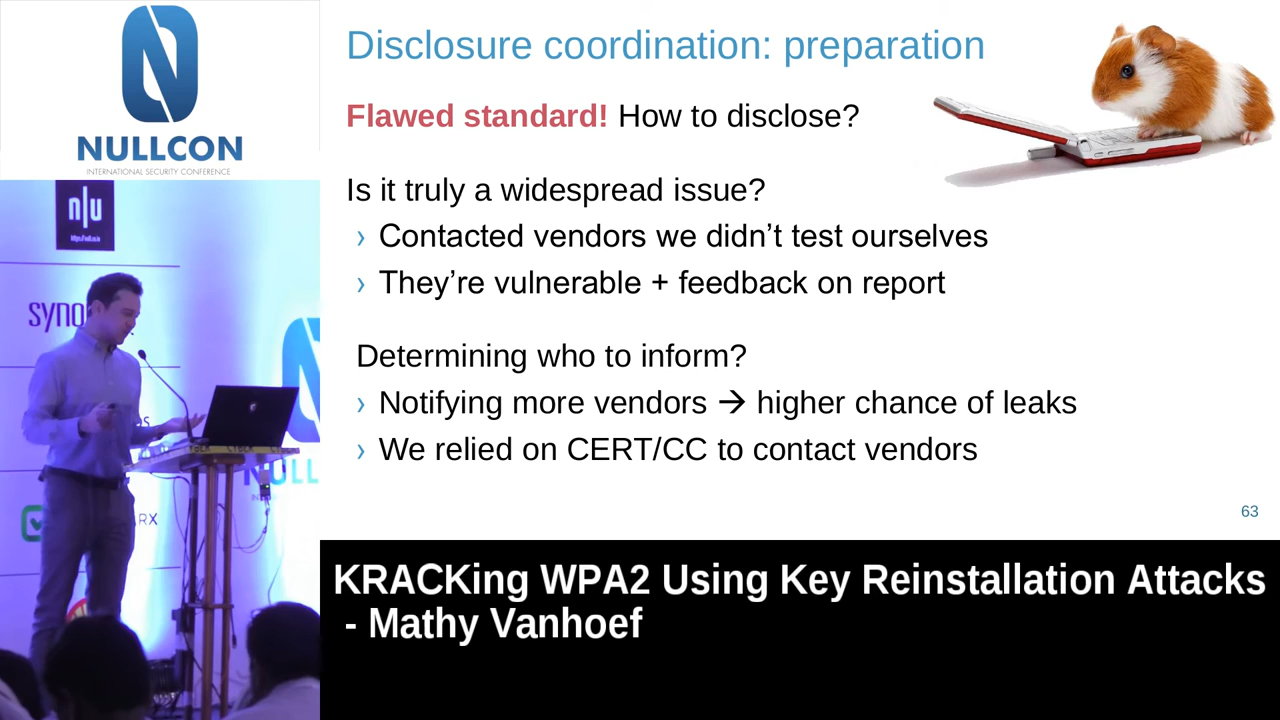 NULLCON
INTERNATIONAL SECURITY CONFERENCE
n|u
syno
NULL
RX
Disclosure coordination: preparation
Flawed standard! How to disclose?
Is it truly a widespread issue?
› Contacted vendors we didn’t test ourselves
› They’re vulnerable + feedback on report
Determining who to inform?
› Notifying more vendors → higher chance of leaks
› We relied on CERT/CC to contact vendors
63
KRACKing WPA2 Using Key Reinstallation Attacks
- Mathy Vanhoef